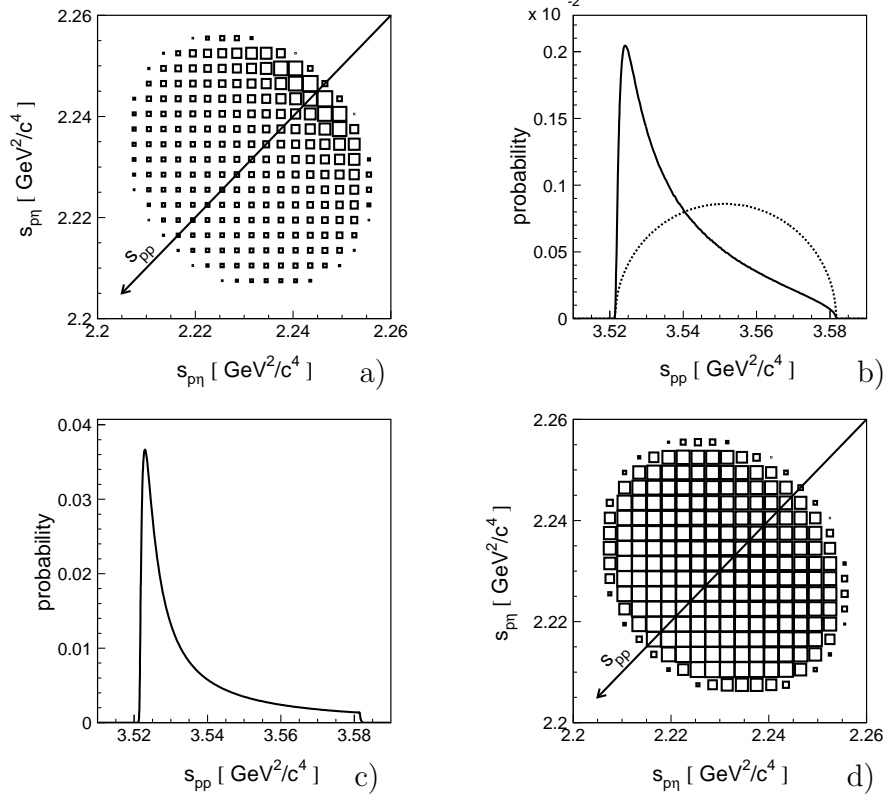 2.26
2.24
2.22
2.2
2.2 2.22 2.24 2.26
s_pη [ GeV²/c⁴ ]
s_pη [ GeV²/c⁴ ]
s_pp
a)
x 10⁻²
0.2
0.15
0.1
0.05
0
3.52 3.54 3.56 3.58
probability
s_pp [ GeV²/c⁴ ]
b)
0.04
0.03
0.02
0.01
0
3.52 3.54 3.56 3.58
probability
s_pp [ GeV²/c⁴ ]
c)
2.26
2.24
2.22
2.2
2.2 2.22 2.24 2.26
s_pη [ GeV²/c⁴ ]
s_pη [ GeV²/c⁴ ]
s_pp
d)